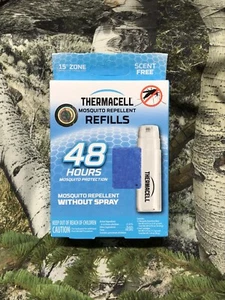 15' ZONE
SCENT FREE
THERMACELL
MOSQUITO REPELLENT
REFILLS
48
HOURS
MOSQUITO PROTECTION
THERMACELL
MOSQUITO REPELLENT
WITHOUT SPRAY
KEEP OUT OF REACH OF CHILDREN
CAUTION